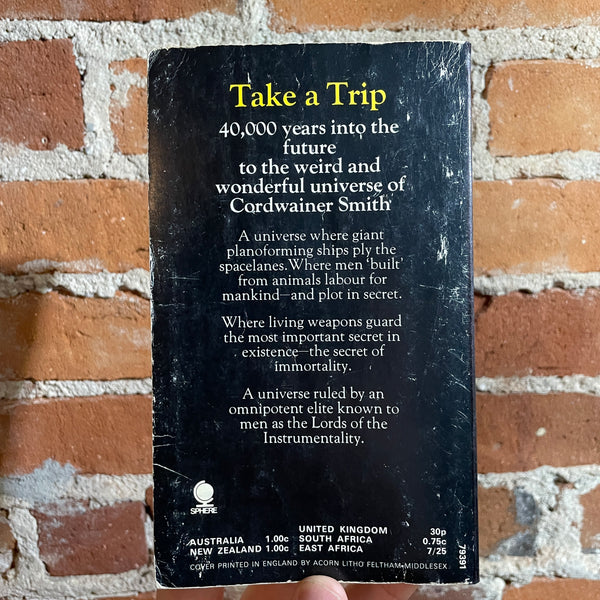 Take a Trip
40,000 years into the
future
to the weird and
wonderful universe of
Cordwainer Smith
A universe where giant
planoforming ships ply the
spacelanes. Where men 'built'
from animals labour for
mankind—and plot in secret.
Where living weapons guard
the most important secret in
existence—the secret of
immortality.
A universe ruled by an
omnipotent elite known to
men as the Lords of the
Instrumentality.
SPHERE
UNITED KINGDOM 30p
AUSTRALIA 1.00c SOUTH AFRICA 0.75c
NEW ZEALAND 1.00c EAST AFRICA 7/25
COVER PRINTED IN ENGLAND BY ACORN LITHO FELTHAM·MIDDLESEX
79391